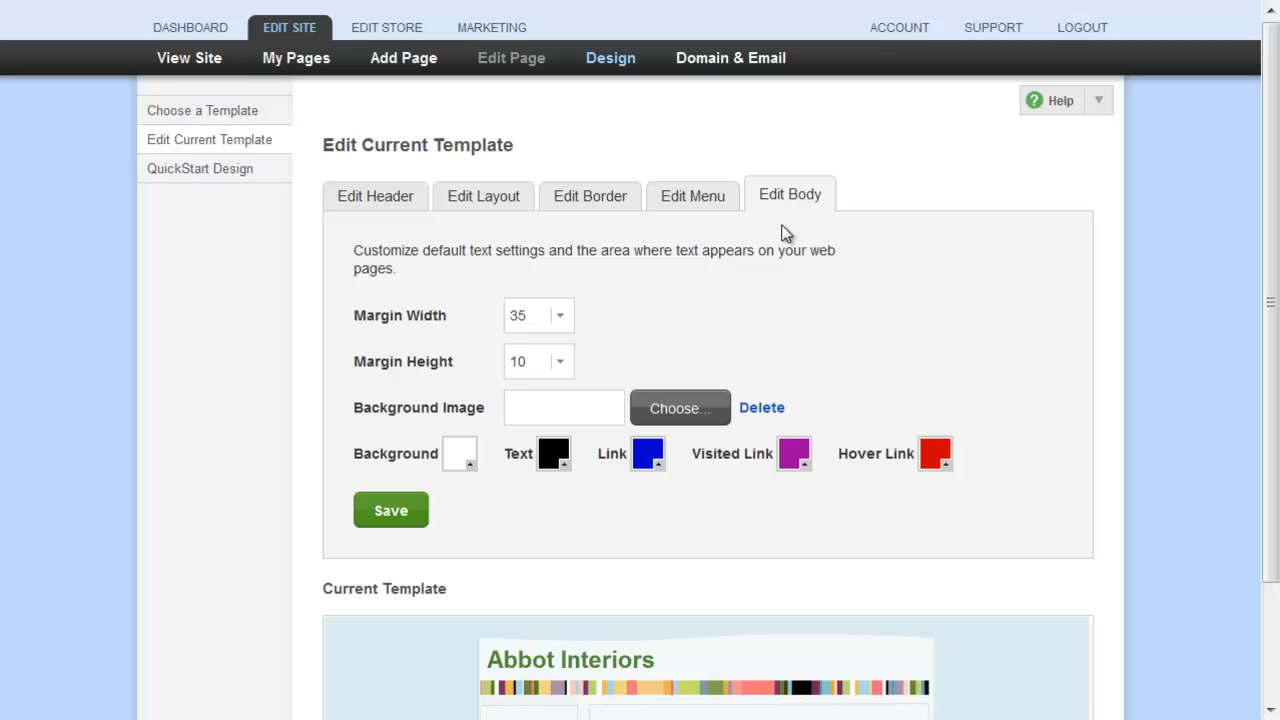 DASHBOARD EDIT SITE EDIT STORE MARKETING ACCOUNT SUPPORT LOGOUT
View Site My Pages Add Page Edit Page Design Domain & Email
Help
Choose a Template
Edit Current Template
QuickStart Design
Edit Current Template
Edit Header Edit Layout Edit Border Edit Menu Edit Body
Customize default text settings and the area where text appears on your web
pages.
Margin Width 35
Margin Height 10
Background Image Choose... Delete
Background Text Link Visited Link Hover Link
Save
Current Template
Abbot Interiors